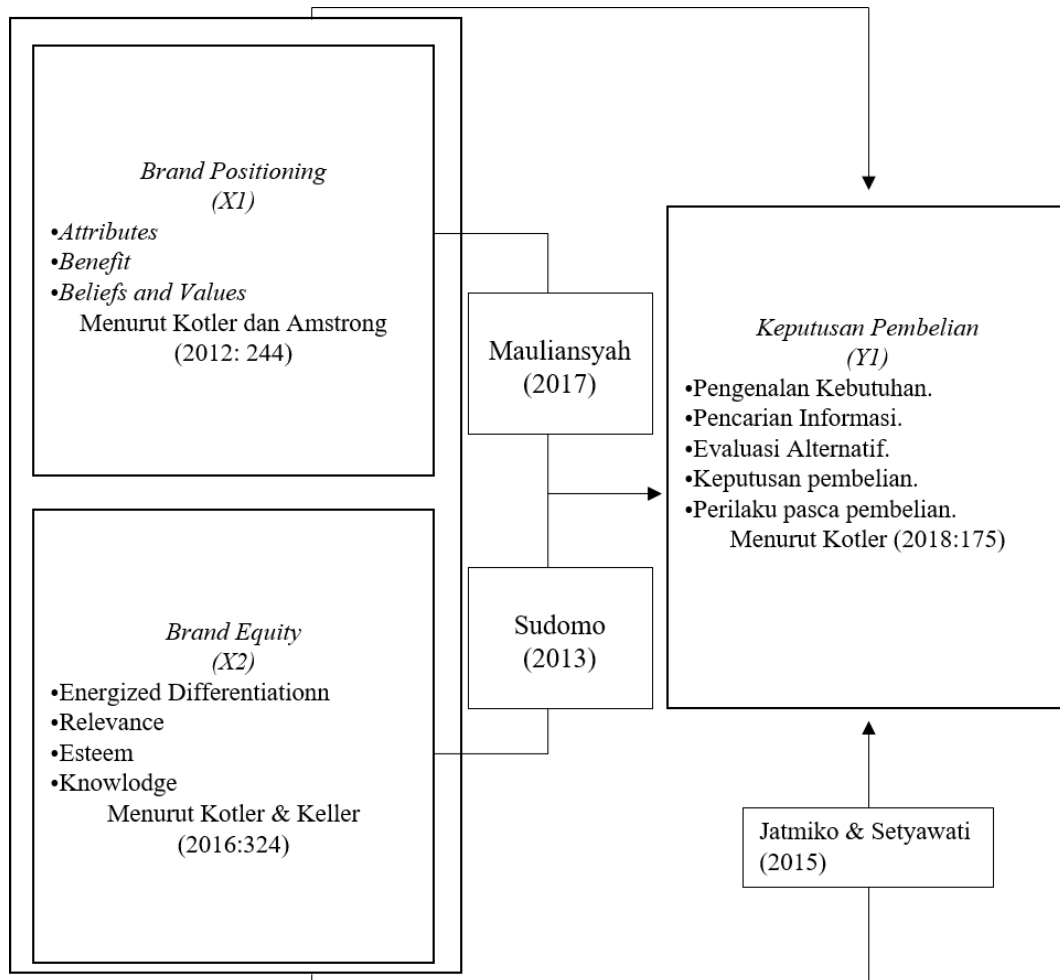 Brand Positioning
(X1)
•Attributes
•Benefit
•Beliefs and Values
Menurut Kotler dan Amstrong
(2012: 244)
Brand Equity
(X2)
•Energized Differentiationn
•Relevance
•Esteem
•Knowlodge
Menurut Kotler & Keller
(2016:324)
Mauliansyah
(2017)
Sudomo
(2013)
Keputusan Pembelian
(Y1)
•Pengenalan Kebutuhan.
•Pencarian Informasi.
•Evaluasi Alternatif.
•Keputusan pembelian.
•Perilaku pasca pembelian.
Menurut Kotler (2018:175)
Jatmiko & Setyawati
(2015)